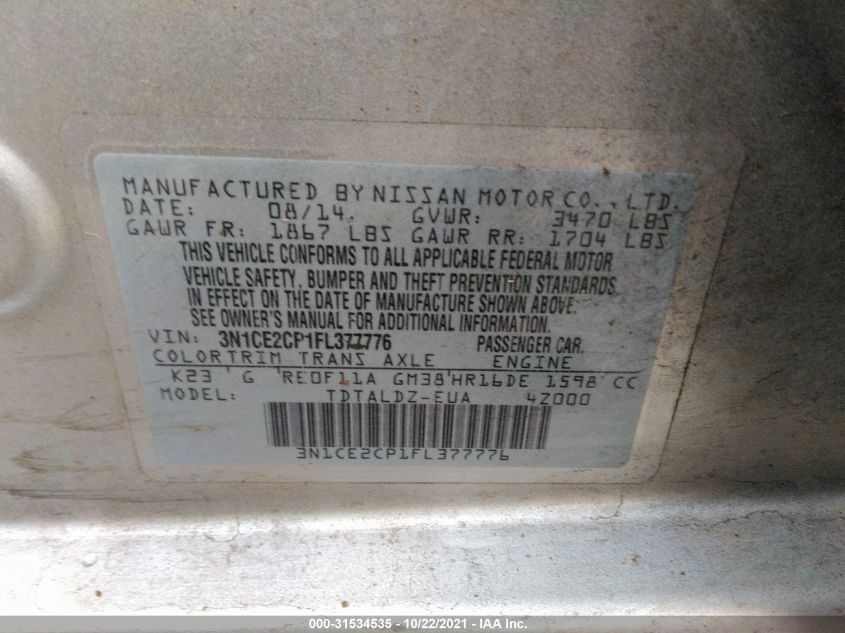 MANUFACTURED BY NISSAN MOTOR CO., LTD.
DATE: 08/14. GVWR: 3470 LBS
GAWR FR: 1867 LBS GAWR RR: 1704 LBS
THIS VEHICLE CONFORMS TO ALL APPLICABLE FEDERAL MOTOR
VEHICLE SAFETY, BUMPER AND THEFT PREVENTION STANDARDS
IN EFFECT ON THE DATE OF MANUFACTURE SHOWN ABOVE.
SEE OWNER'S MANUAL FOR ADDITIONAL INFORMATION.
VIN: 3N1CE2CP1FL377776 PASSENGER CAR.
COLOR TRIM TRANS AXLE ENGINE
K23 G RE0F11A GM38 HR16DE 1598 CC
MODEL: TDTALDZ-EUA 4Z000
3N1CE2CP1FL377776
000-31534535 - 10/22/2021 - IAA Inc.